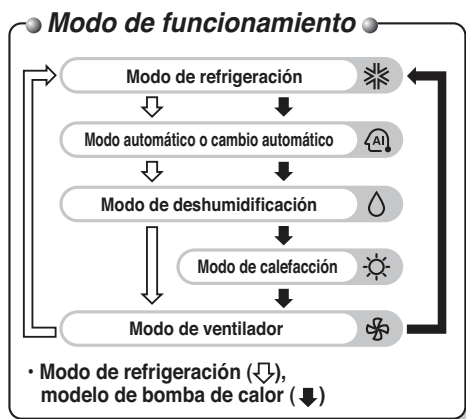 Modo de funcionamiento
Modo de refrigeración
Modo automático o cambio automático
AI
Modo de deshumidificación
Modo de calefacción
Modo de ventilador
· Modo de refrigeración (⇩),
modelo de bomba de calor (⬇)